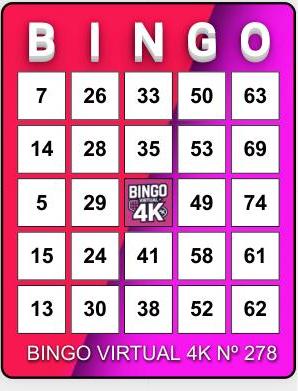 BINGO
7 26 33 50 63
14 28 35 53 69
5 29 BINGO VIRTUAL 4K 49 74
15 24 41 58 61
13 30 38 52 62
BINGO VIRTUAL 4K Nº 278